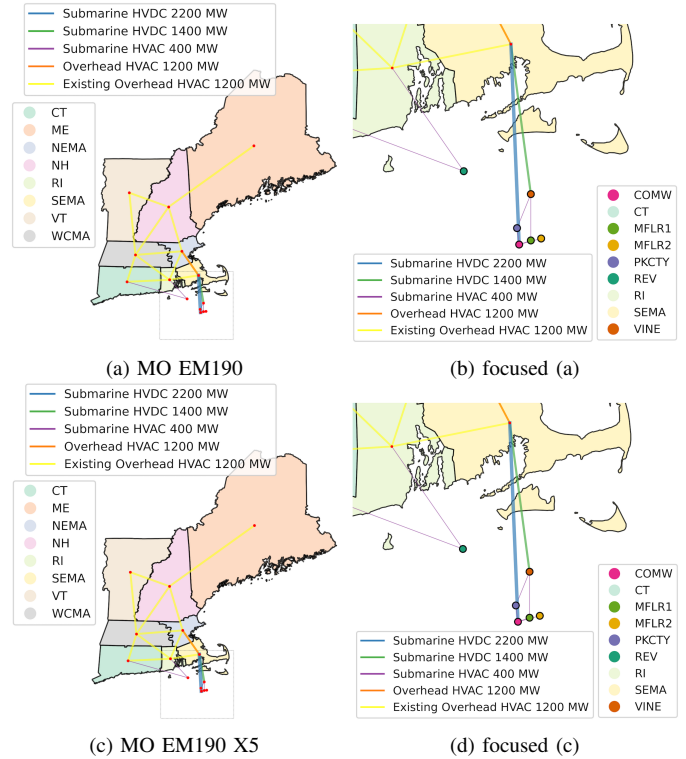 Submarine HVDC 2200 MW
Submarine HVDC 1400 MW
Submarine HVAC 400 MW
Overhead HVAC 1200 MW
Existing Overhead HVAC 1200 MW
CT
ME
NEMA
NH
RI
SEMA
VT
WCMA
(a) MO EM190
COMW
CT
MFLR1
MFLR2
PKCTY
REV
RI
SEMA
VINE
Submarine HVDC 2200 MW
Submarine HVDC 1400 MW
Submarine HVAC 400 MW
Overhead HVAC 1200 MW
Existing Overhead HVAC 1200 MW
(b) focused (a)
Submarine HVDC 2200 MW
Submarine HVDC 1400 MW
Submarine HVAC 400 MW
Overhead HVAC 1200 MW
Existing Overhead HVAC 1200 MW
CT
ME
NEMA
NH
RI
SEMA
VT
WCMA
(c) MO EM190 X5
COMW
CT
MFLR1
MFLR2
PKCTY
REV
RI
SEMA
VINE
Submarine HVDC 2200 MW
Submarine HVDC 1400 MW
Submarine HVAC 400 MW
Overhead HVAC 1200 MW
Existing Overhead HVAC 1200 MW
(d) focused (c)